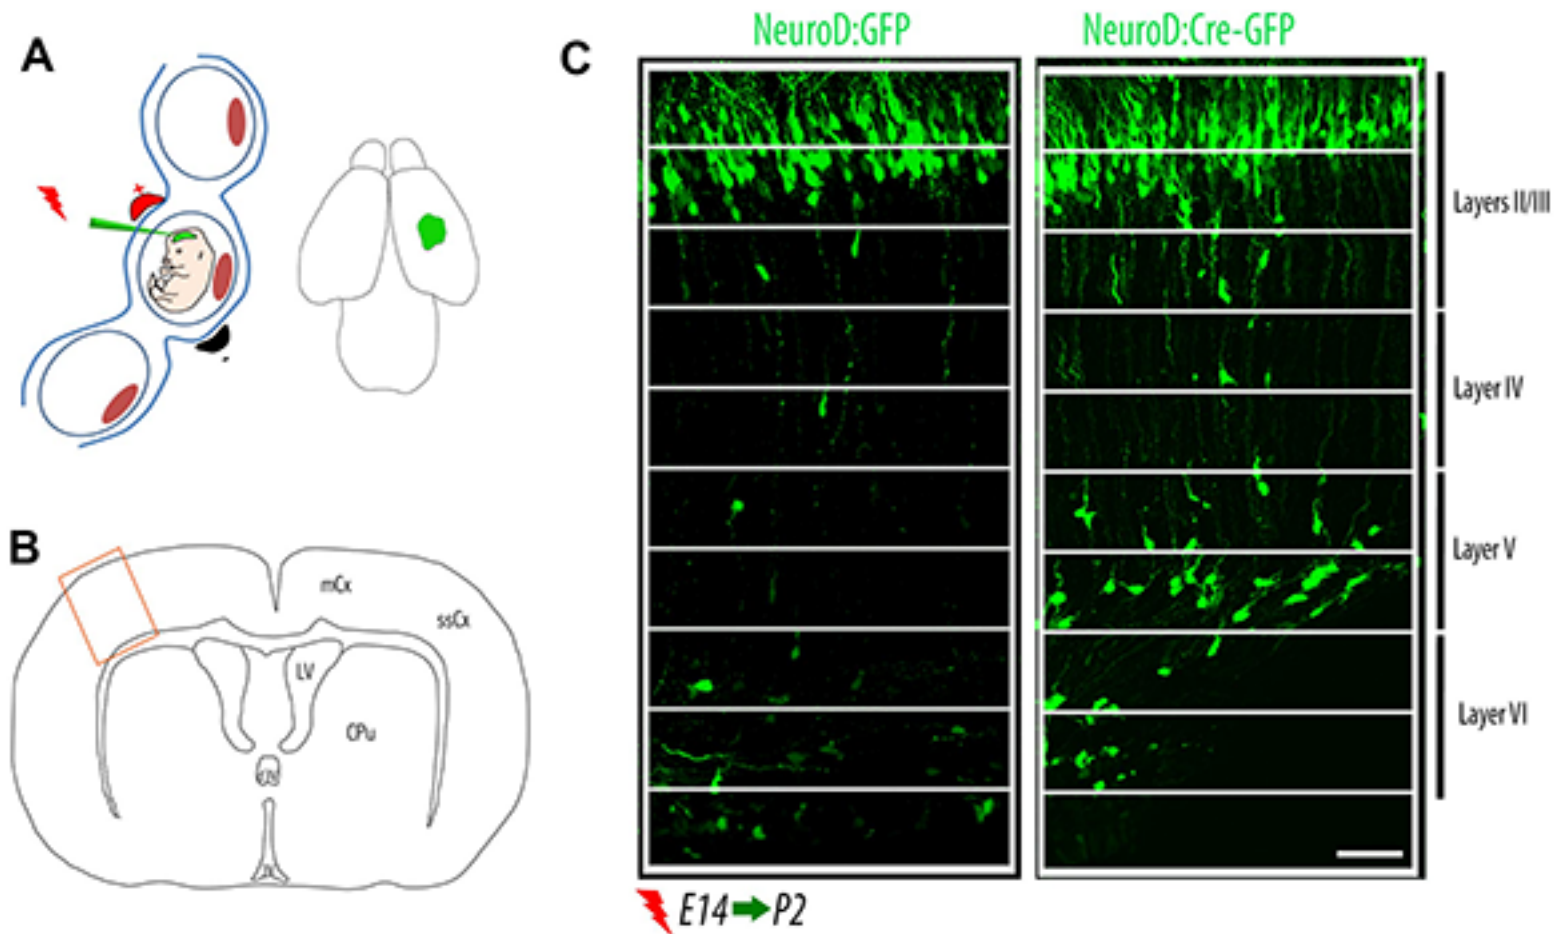 A
C
NeuroD:GFP
NeuroD:Cre-GFP
+
-
Layers II/III
Layer IV
Layer V
Layer VI
B
mCx
ssCx
LV
CPu
E14
P2